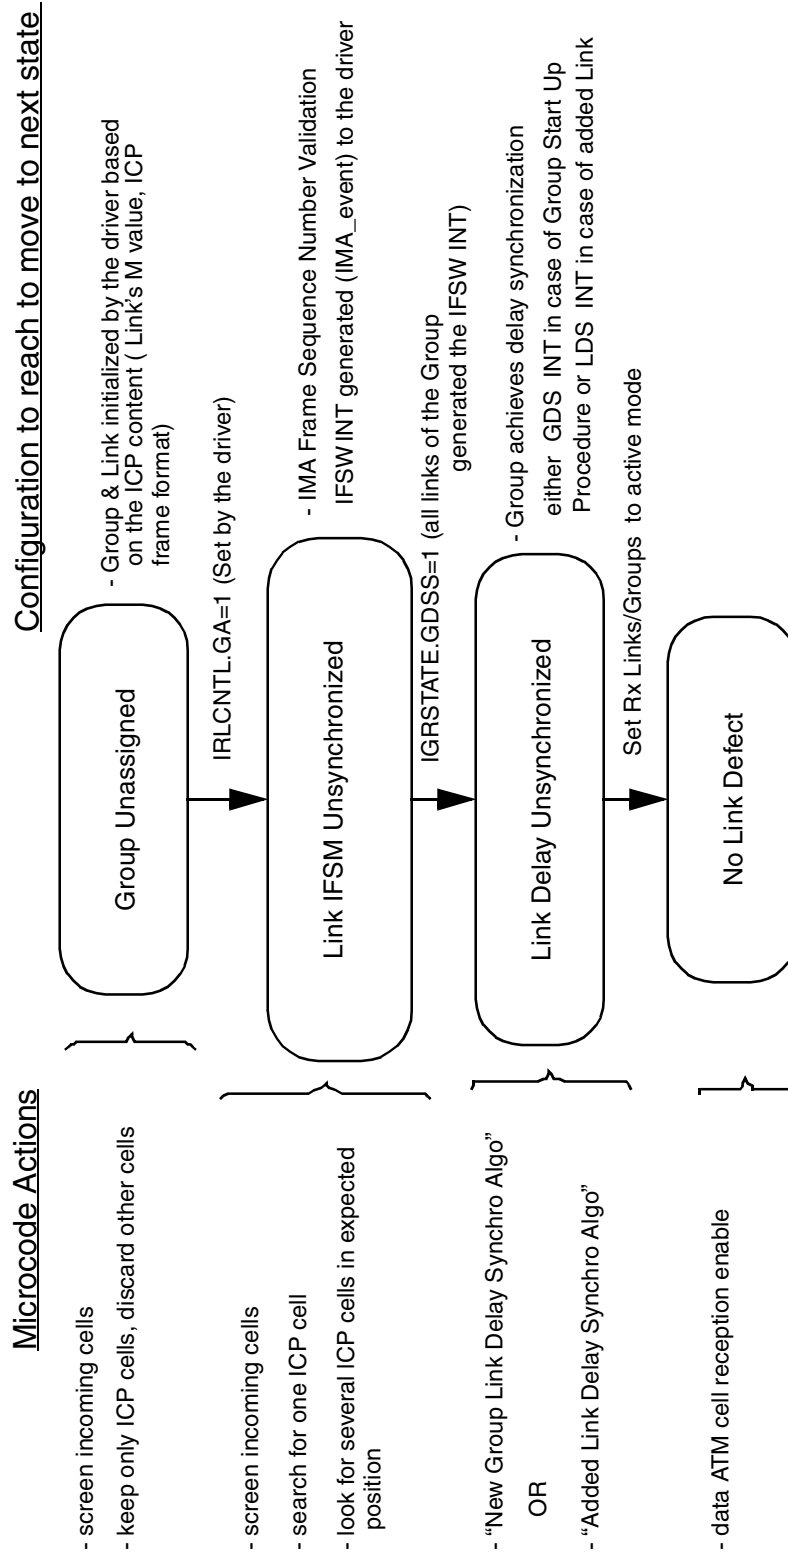 Microcode Actions
Configuration to reach to move to next state
- screen incoming cells
- keep only ICP cells, discard other cells
Group Unassigned
- Group & Link initialized by the driver based
on the ICP content ( Link's M value, ICP
frame format)
IRLCNTL.GA=1 (Set by the driver)
- screen incoming cells
- search for one ICP cell
- look for several ICP cells in expected
position
Link IFSM Unsynchronized
- IMA Frame Sequence Number Validation
IFSW INT generated (IMA_event) to the driver
IGRSTATE.GDSS=1 (all links of the Group
generated the IFSW INT)
- “New Group Link Delay Synchro Algo”
OR
- “Added Link Delay Synchro Algo”
Link Delay Unsynchronized
- Group achieves delay synchronization
either GDS INT in case of Group Start Up
Procedure or LDS INT in case of added Link
Set Rx Links/Groups to active mode
- data ATM cell reception enable
No Link Defect